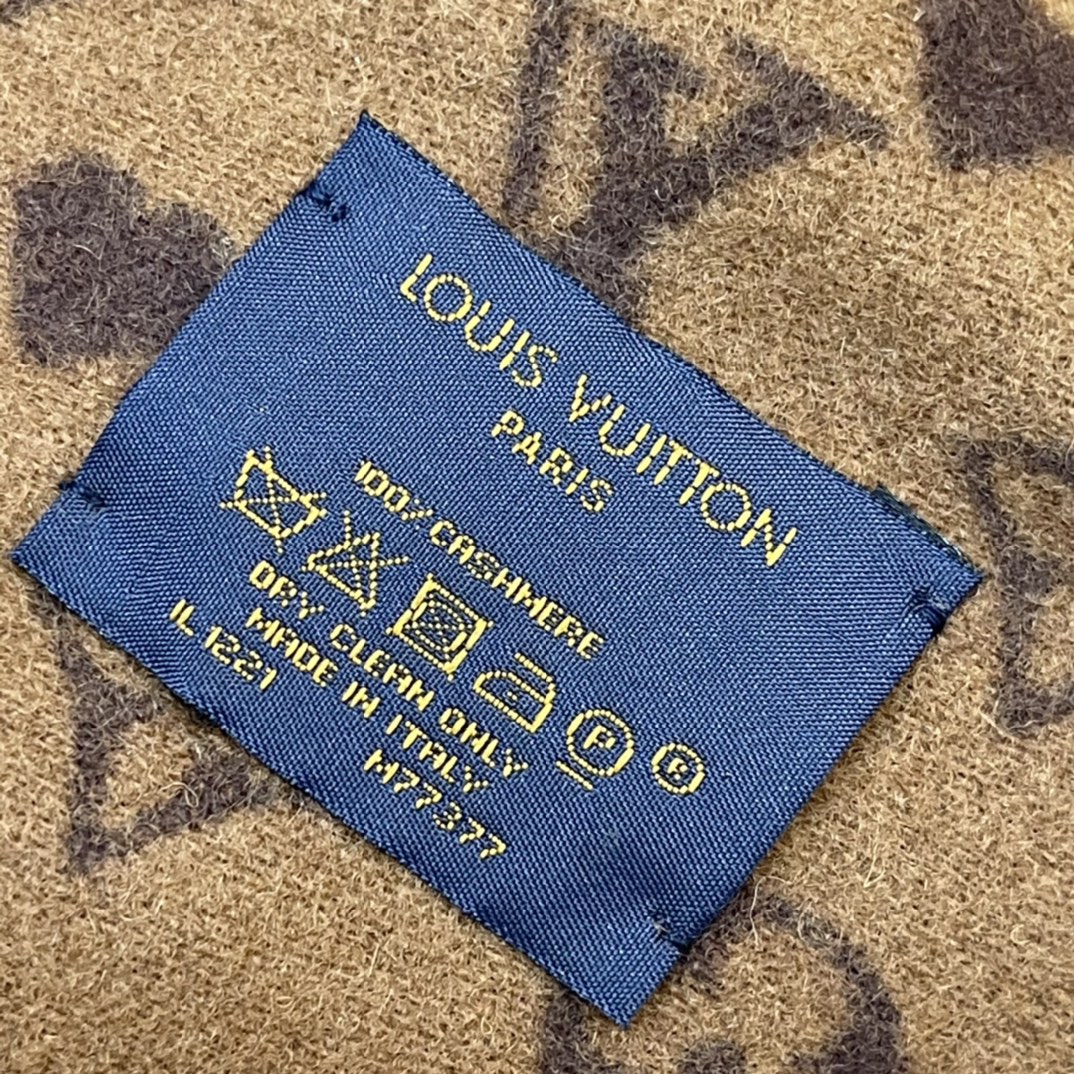 LOUIS VUITTON
PARIS
100% CASHMERE
P R
DRY CLEAN ONLY
MADE IN ITALY
IL 1221 M77377